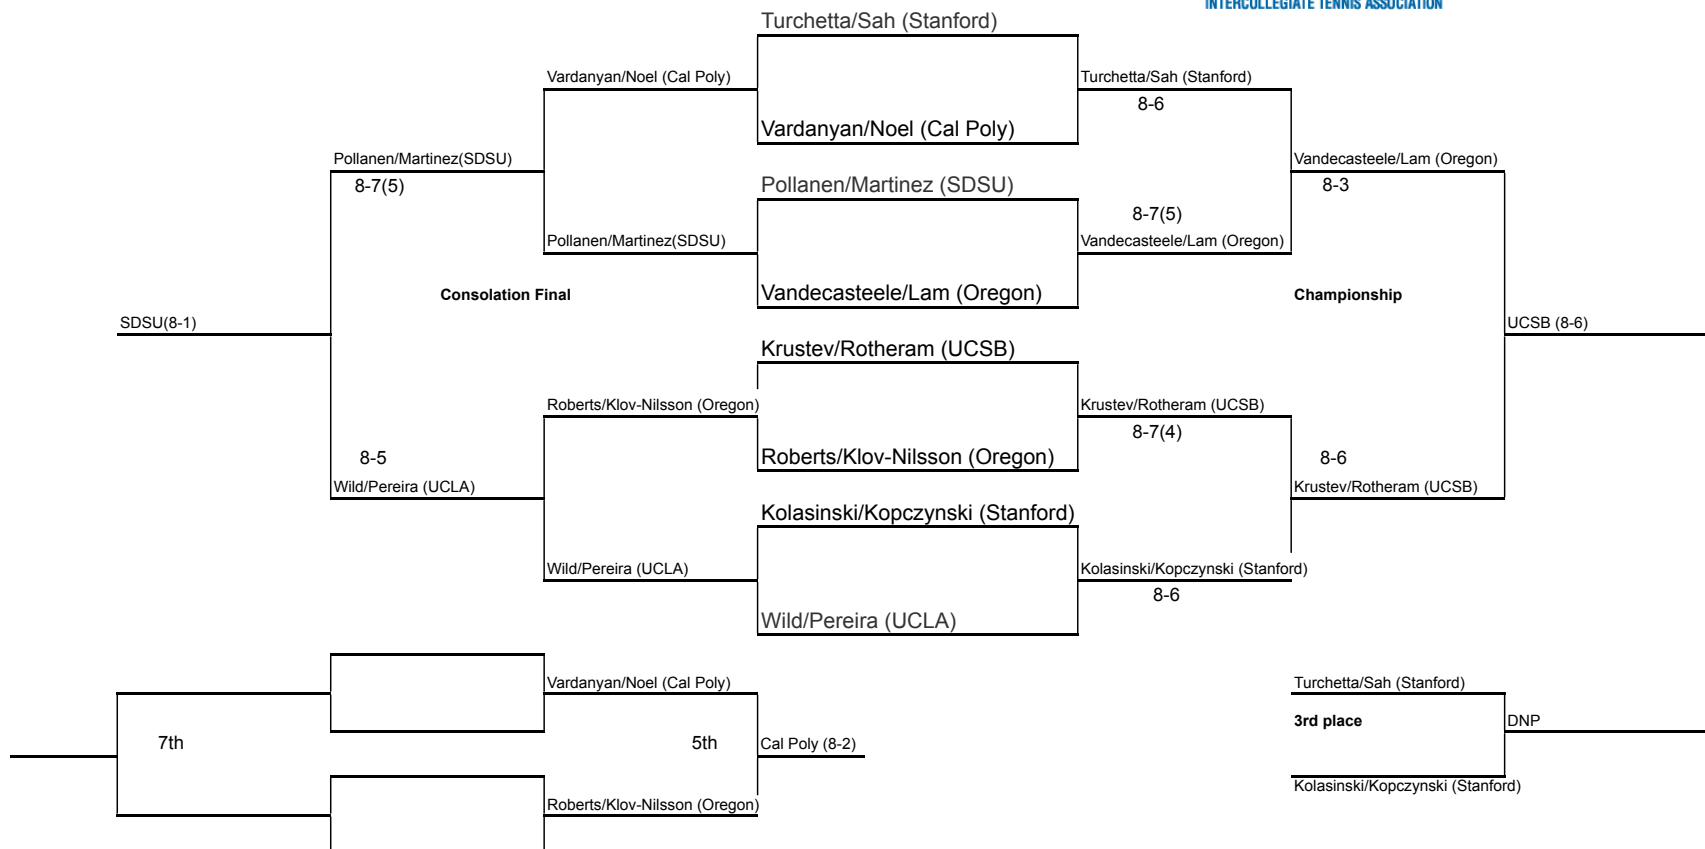 INTERCOLLEGIATE TENNIS ASSOCIATION
Turchetta/Sah (Stanford)
Vardanyan/Noel (Cal Poly)
Turchetta/Sah (Stanford)
8-6
Vardanyan/Noel (Cal Poly)
Pollanen/Martinez(SDSU)
8-7(5)
Vandecasteele/Lam (Oregon)
8-3
Pollanen/Martinez (SDSU)
8-7(5)
Pollanen/Martinez(SDSU)
Vandecasteele/Lam (Oregon)
Consolation Final
Vandecasteele/Lam (Oregon)
Championship
SDSU(8-1)
UCSB (8-6)
Krustev/Rotheram (UCSB)
Roberts/Klov-Nilsson (Oregon)
Krustev/Rotheram (UCSB)
8-7(4)
8-5
Roberts/Klov-Nilsson (Oregon)
8-6
Wild/Pereira (UCLA)
Krustev/Rotheram (UCSB)
Kolasinski/Kopczynski (Stanford)
Wild/Pereira (UCLA)
Kolasinski/Kopczynski (Stanford)
8-6
Wild/Pereira (UCLA)
Vardanyan/Noel (Cal Poly)
Turchetta/Sah (Stanford)
3rd place
DNP
7th
5th
Cal Poly (8-2)
Kolasinski/Kopczynski (Stanford)
Roberts/Klov-Nilsson (Oregon)